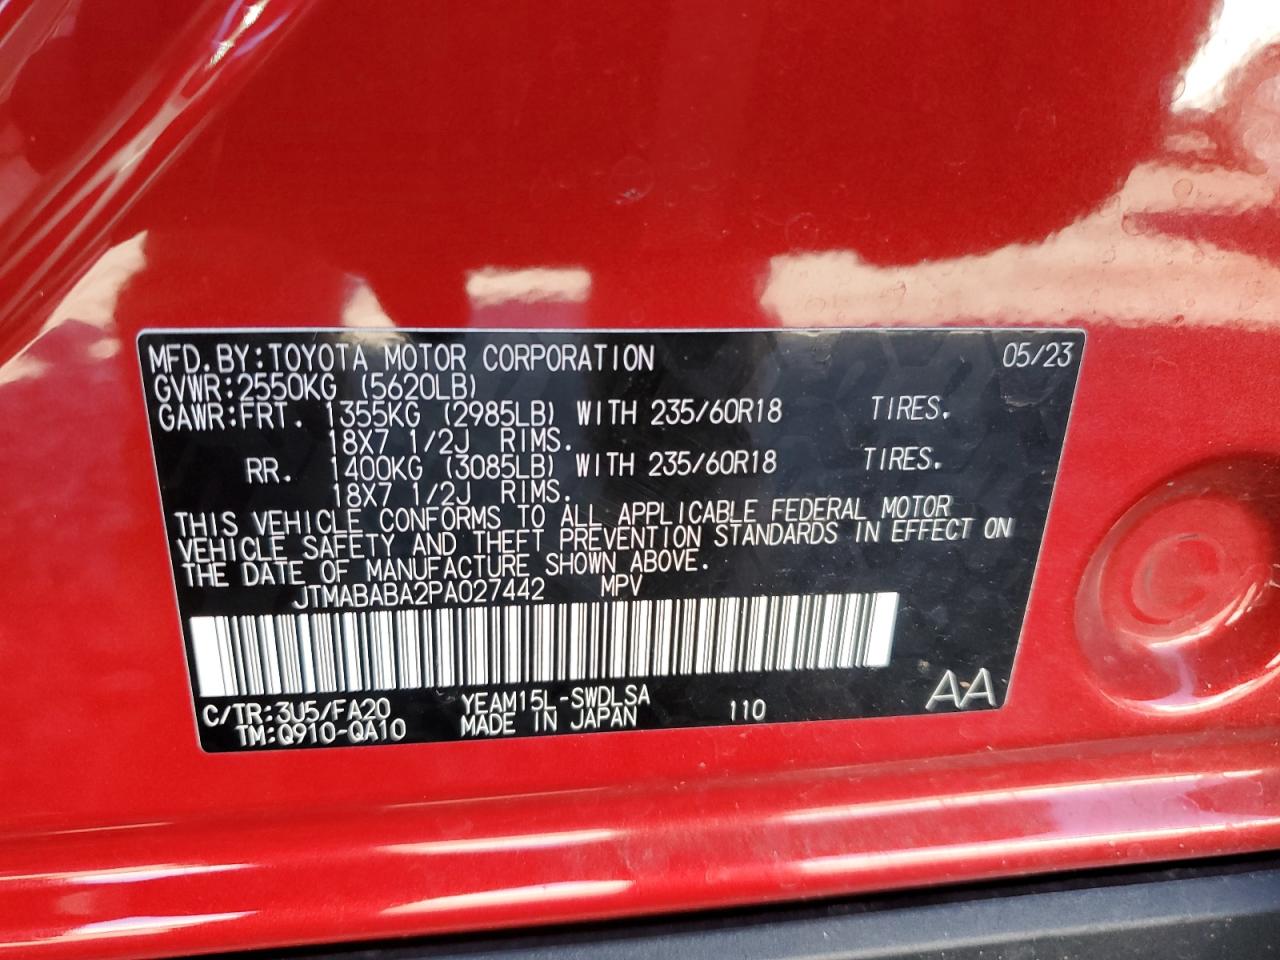 MFD.BY:TOYOTA MOTOR CORPORATION 05/23
GVWR:2550KG (5620LB)
GAWR:FRT. 1355KG (2985LB) WITH 235/60R18 TIRES.
18X7 1/2J RIMS.
RR. 1400KG (3085LB) WITH 235/60R18 TIRES.
18X7 1/2J RIMS.
THIS VEHICLE CONFORMS TO ALL APPLICABLE FEDERAL MOTOR
VEHICLE SAFETY AND THEFT PREVENTION STANDARDS IN EFFECT ON
THE DATE OF MANUFACTURE SHOWN ABOVE.
JTMABABA2PA027442 MPV
C/TR:3U5/FA20 YEAM15L-SWDLSA 110 AA
TM:Q910-QA10 MADE IN JAPAN